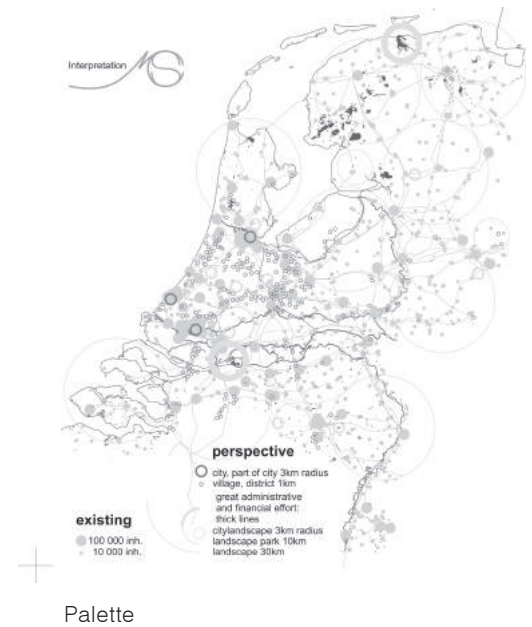 Interpretation
MS
perspective
city, part of city 3km radius
village, district 1km
great administrative
and financial effort:
thick lines
citylandscape 3km radius
landscape park 10km
landscape 30km
existing
100 000 inh.
10 000 inh.
Palette